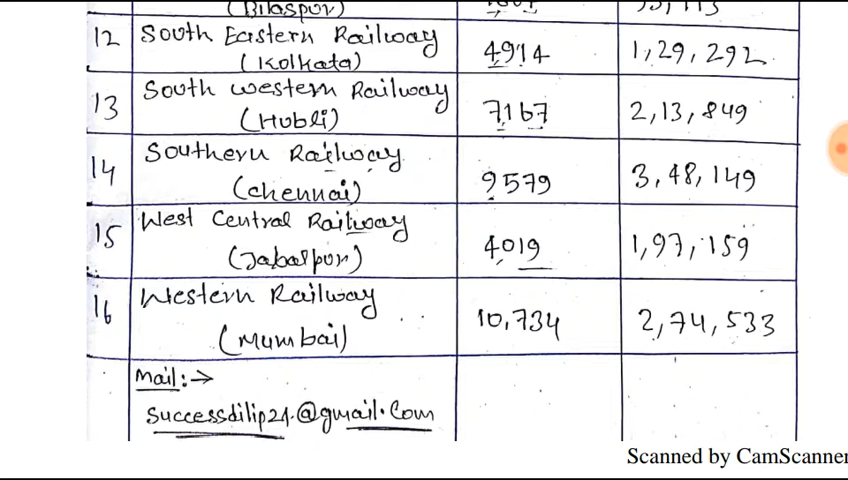 (Bilaspur)
12 South Eastern Railway 4914 1,29,292
(Kolkata)
13 South western Railway 7167 2,13,849
(Hubli)
14 Southern Railway 9579 3,48,149
(chennai)
15 West Central Railway 4019 1,97,159
(Jabalpur)
16 Western Railway 10,734 2,74,533
(Mumbai)
Mail:→
Successdilip24.@gmail.Com
Scanned by CamScanner